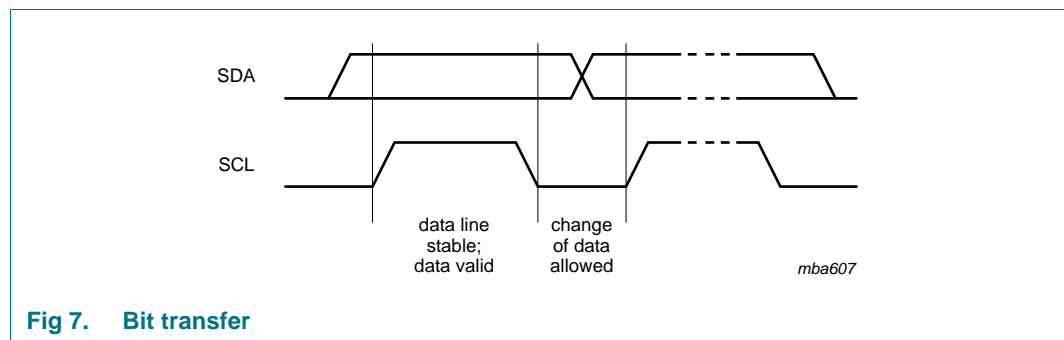 SDA
SCL
data line
stable;
data valid
change
of data
allowed
mba607
Fig 7. Bit transfer